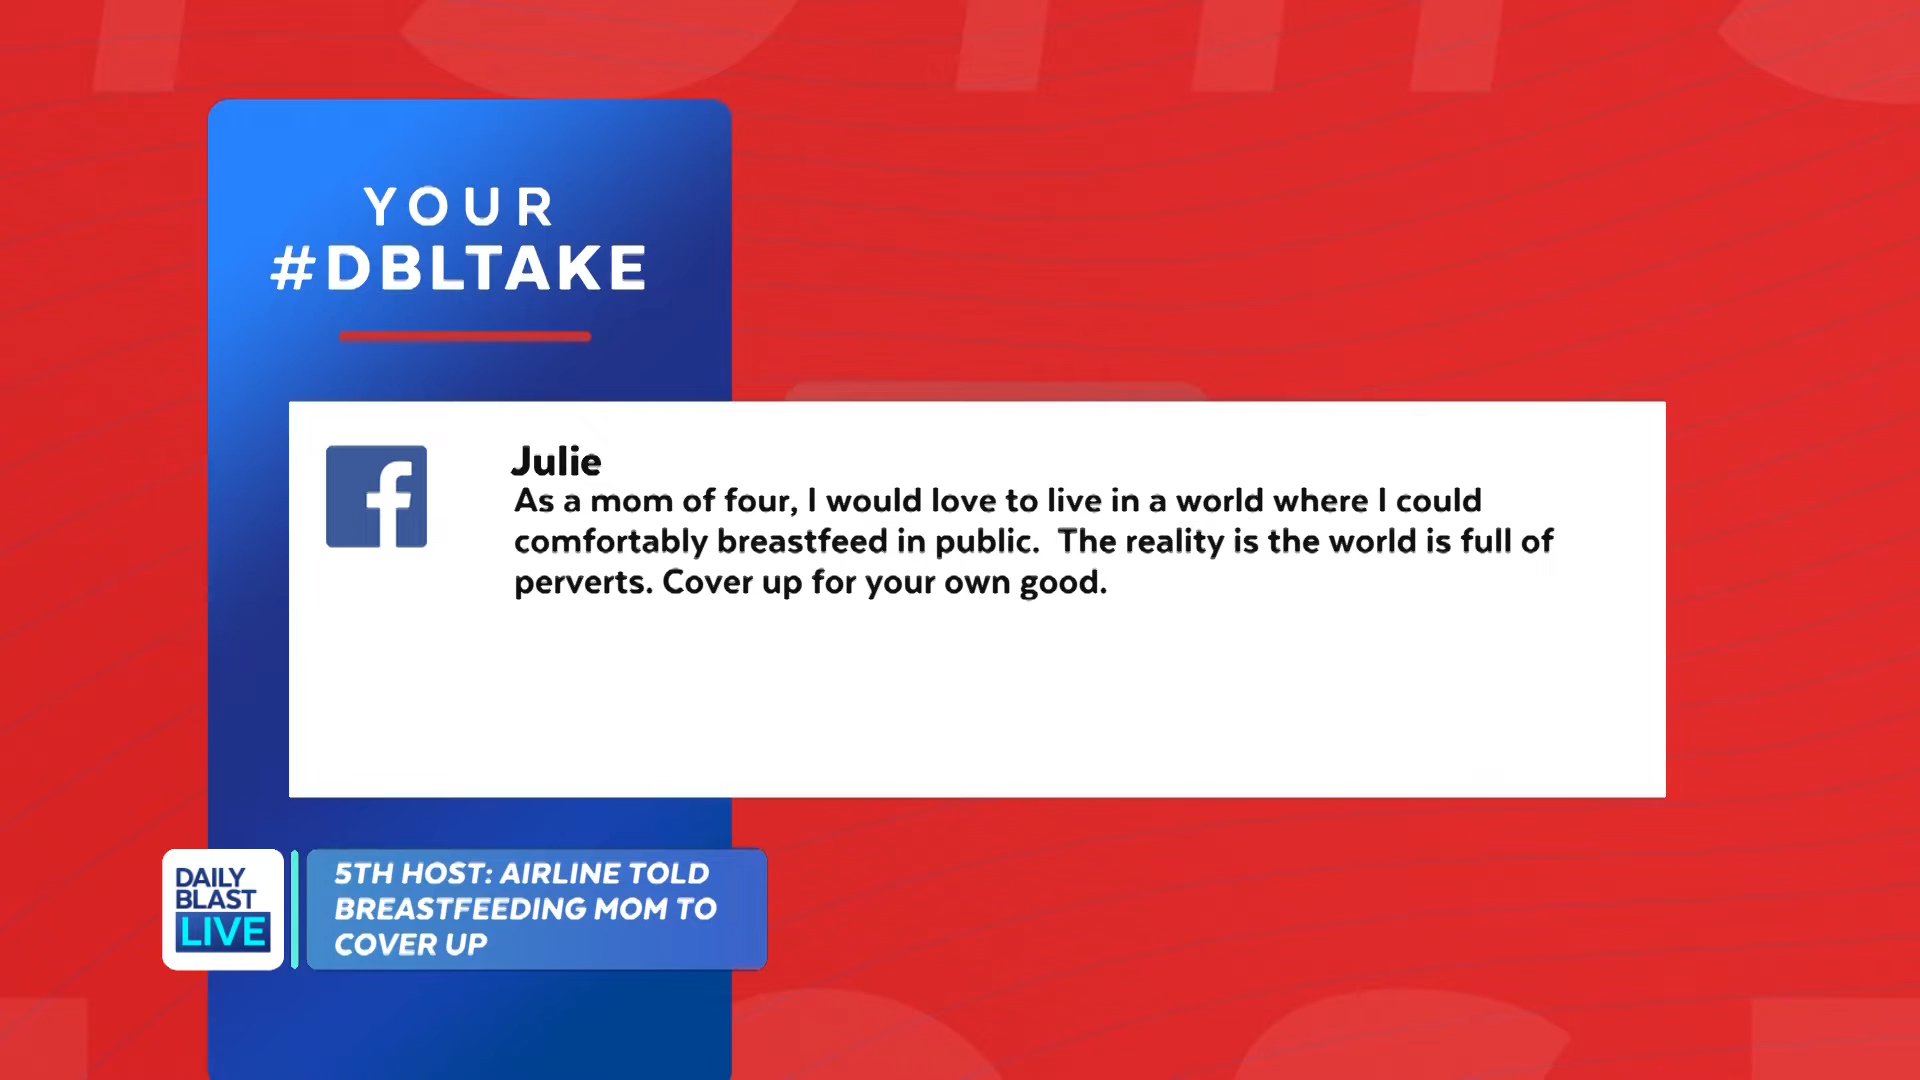 YOUR
#DBLTAKE
Julie
As a mom of four, I would love to live in a world where I could
comfortably breastfeed in public.  The reality is the world is full of
perverts. Cover up for your own good.
DAILY
BLAST
LIVE
5TH HOST: AIRLINE TOLD
BREASTFEEDING MOM TO
COVER UP